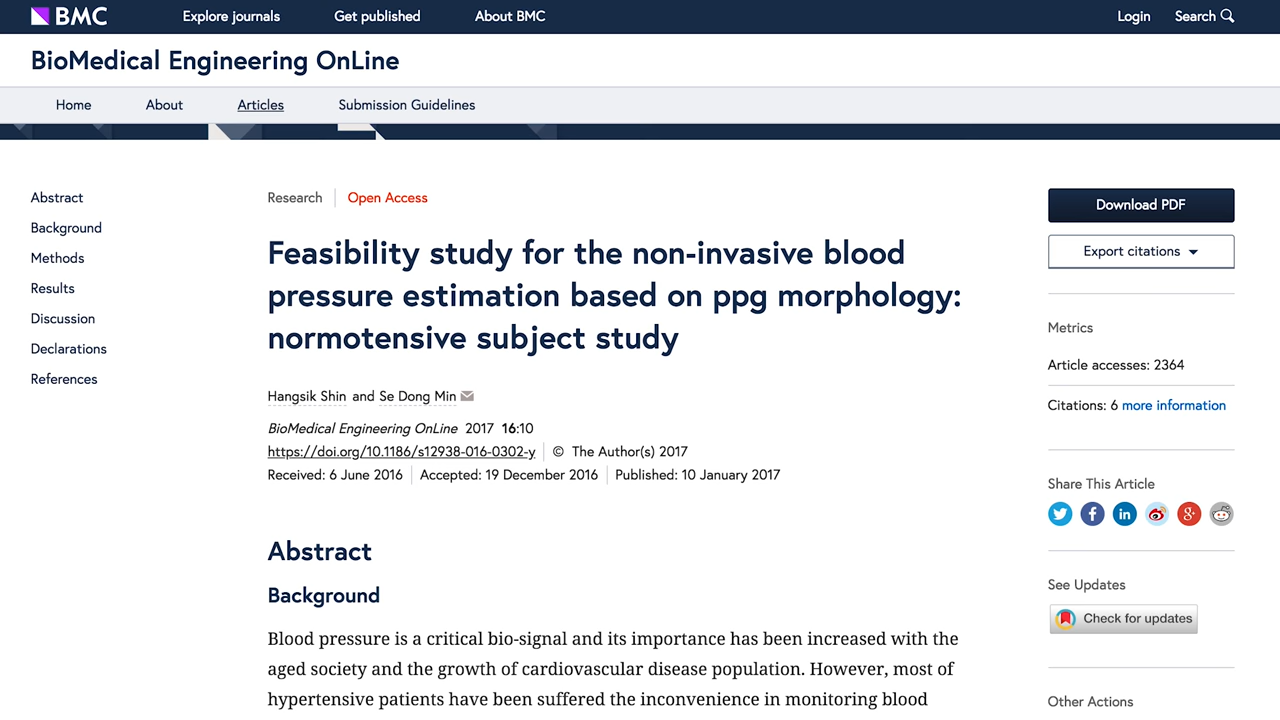 BMC Explore journals Get published About BMC Login Search
BioMedical Engineering OnLine
Home About Articles Submission Guidelines
Abstract
Background
Methods
Results
Discussion
Declarations
References
Research Open Access
Feasibility study for the non-invasive blood
pressure estimation based on ppg morphology:
normotensive subject study
Hangsik Shin and Se Dong Min
BioMedical Engineering OnLine 2017 16:10
https://doi.org/10.1186/s12938-016-0302-y © The Author(s) 2017
Received: 6 June 2016 Accepted: 19 December 2016 Published: 10 January 2017
Abstract
Background
Blood pressure is a critical bio-signal and its importance has been increased with the
aged society and the growth of cardiovascular disease population. However, most of
hypertensive patients have been suffered the inconvenience in monitoring blood
Download PDF
Export citations
Metrics
Article accesses: 2364
Citations: 6 more information
Share This Article
in g+
See Updates
Check for updates
Other Actions